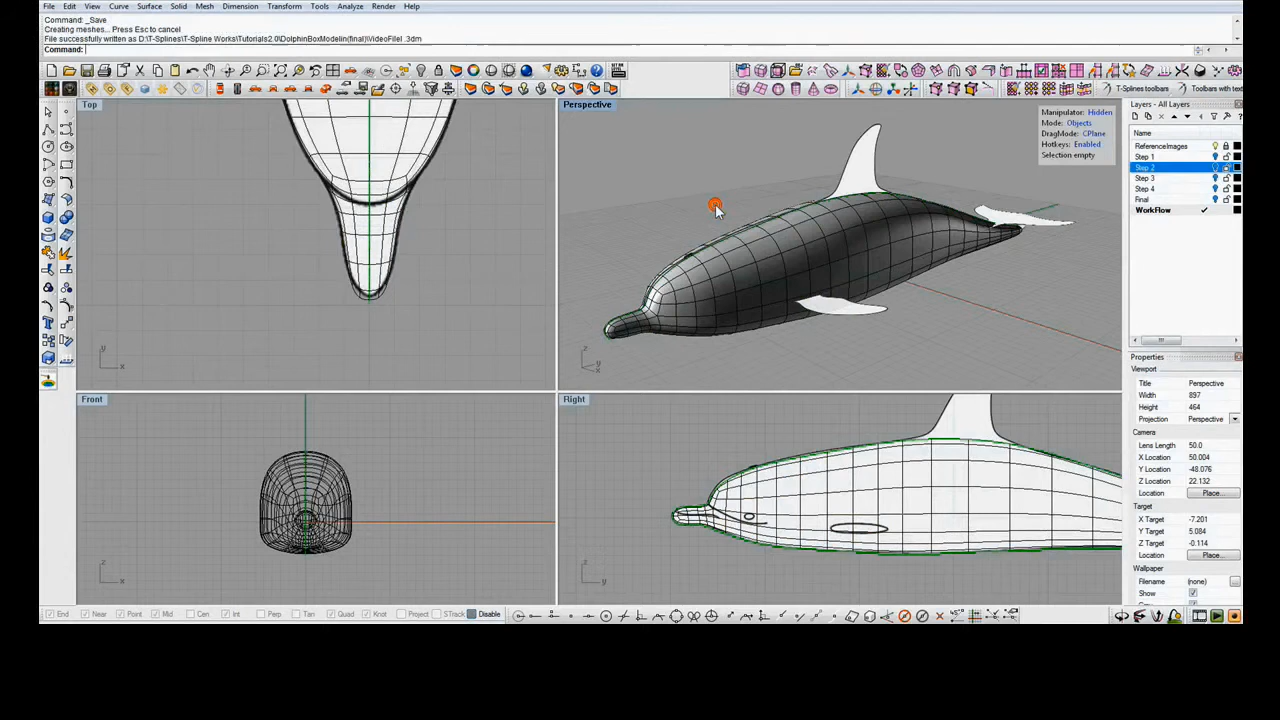 File Edit View Curve Surface Solid Mesh Dimension Transform Tools Analyze Render Help
Command: _Save
Creating meshes... Press Esc to cancel
File successfully written as D:\T-Splines\T-Spline Works\Tutorials2.0\DolphinBoxModelin(final)\VideoFileI .3dm
Command:
T-Splines toolbars Toolbars with text
Top
Perspective
Manipulator: Hidden
Mode: Objects
DragMode: CPlane
Hotkeys: Enabled
Selection empty
Layers - All Layers
Name
ReferenceImages
Step 1
Step 2
Step 3
Step 4
Final
WorkFlow
y
x
z
y
x
Front
Right
z
x
z
y
Properties
Viewport
Title Perspective
Width 897
Height 464
Projection Perspective
Camera
Lens Length 50.0
X Location 50.004
Y Location -48.076
Z Location 22.132
Location Place...
Target
X Target -7.201
Y Target 5.084
Z Target -0.114
Location Place...
Wallpaper
Filename (none)
Show
End Near Point Mid Cen Int Perp Tan Quad Knot Project STrack Disable